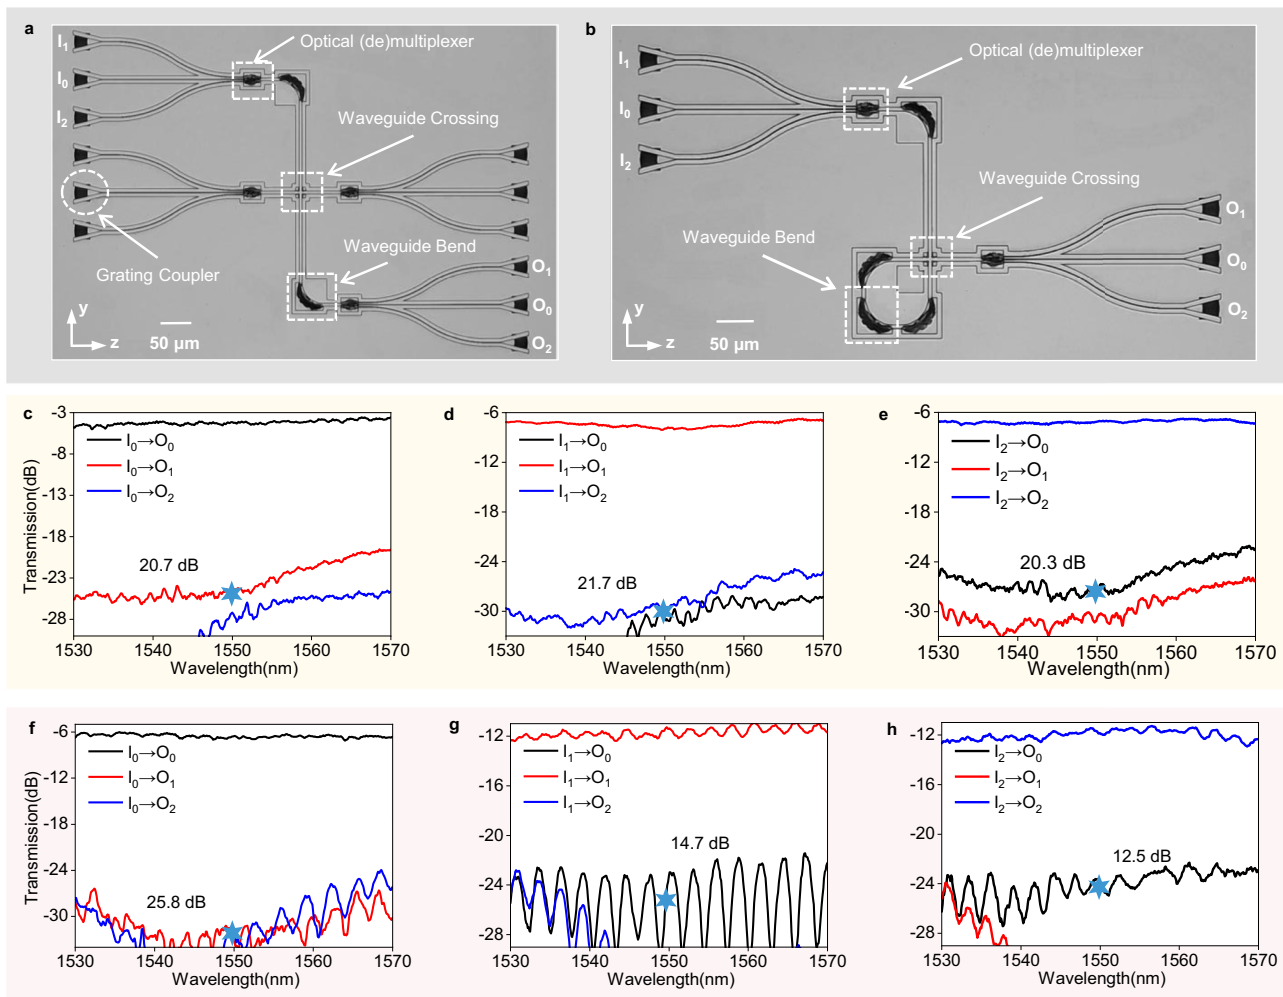 a
I1
I0
I2
Optical (de)multiplexer
Waveguide Crossing
Waveguide Bend
Grating Coupler
O1
O0
O2
y
z
50 μm
b
I1
I0
I2
Optical (de)multiplexer
Waveguide Crossing
Waveguide Bend
O1
O0
O2
y
z
50 μm
c
Transmission(dB)
-3
-8
-13
-18
-23
-28
I0→O0
I0→O1
I0→O2
20.7 dB
1530 1540 1550 1560 1570
Wavelength(nm)
d
-6
-12
-18
-24
-30
I1→O0
I1→O1
I1→O2
21.7 dB
1530 1540 1550 1560 1570
Wavelength(nm)
e
-6
-12
-18
-24
-30
I2→O0
I2→O1
I2→O2
20.3 dB
1530 1540 1550 1560 1570
Wavelength(nm)
f
Transmission(dB)
-6
-12
-18
-24
-30
I0→O0
I0→O1
I0→O2
25.8 dB
1530 1540 1550 1560 1570
Wavelength(nm)
g
-12
-16
-20
-24
-28
I1→O0
I1→O1
I1→O2
14.7 dB
1530 1540 1550 1560 1570
Wavelength(nm)
h
-12
-16
-20
-24
-28
I2→O0
I2→O1
I2→O2
12.5 dB
1530 1540 1550 1560 1570
Wavelength(nm)